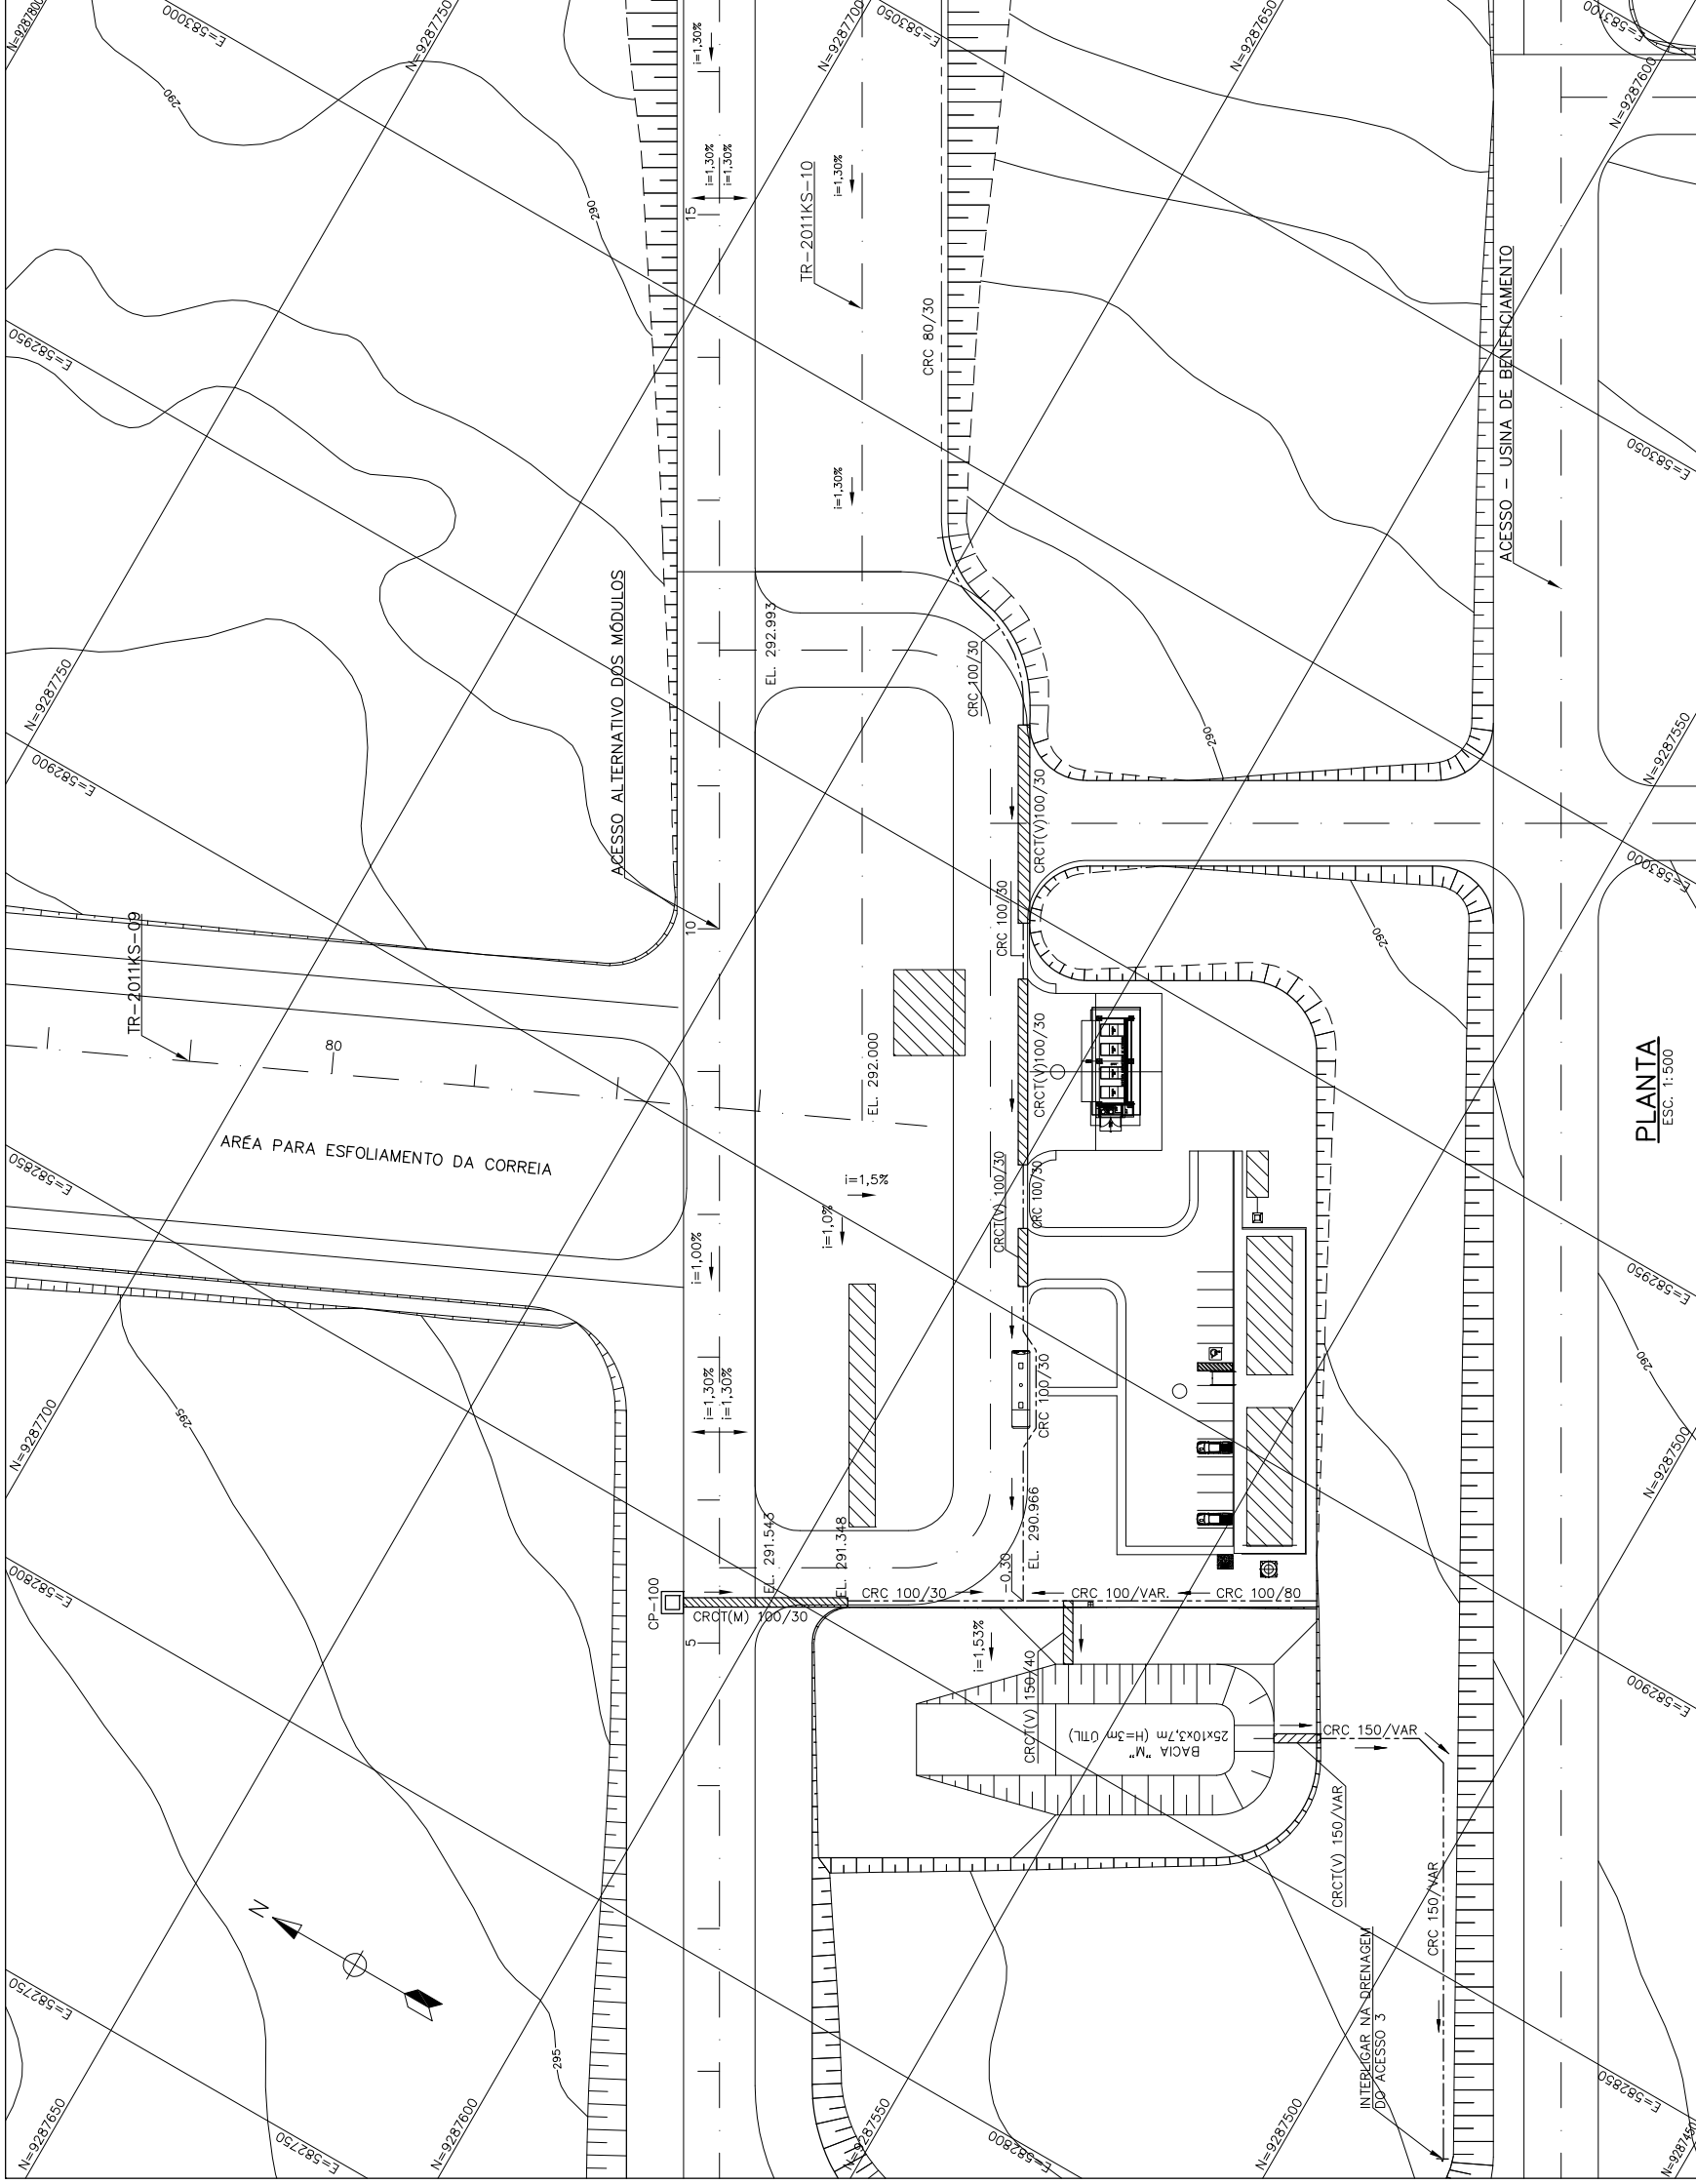 N=9287800
E=583000
N=9287750
i=1,30%
N=9287700
E=583050
N=9287650
E=583100
N=9287600
290
290
i=1,30%
i=1,30%
15
TR-2011KS-10
i=1,30%
CRC 80/30
E=582950
ACESSO - USINA DE BENEFICIAMENTO
E=583050
i=1,30%
N=9287750
ACESSO ALTERNATIVO DOS MÓDULOS
EL. 292.993
CRC 100/30
290
N=9287550
E=582900
CRCT(V)100/30
E=583000
TR-2011KS-09
10
CRC 100/30
290
80
EL. 292.000
CRCT(V)100/30
PLANTA
ESC. 1:500
E=582850
ARÉA PARA ESFOLIAMENTO DA CORREIA
i=1,5%
i=1,0%
i=1,00%
CRCT(V) 100/30
CRC 100/30
E=582950
295
N=9287700
i=1,30%
i=1,30%
CRC 100/30
290
N=9287500
EL. 291.543
EL. 291.348
EL. 290.966
-0,30
CP-100
CRCT(M) 100/30
CRC 100/30
CRC 100/VAR.
CRC 100/80
E=582800
5
i=1,53%
CRCT(V) 150/40
BACIA "M"
25x10x3,7m (H=3m ÚTIL)
CRC 150/VAR
E=582900
CRCT(V) 150/VAR
CRC 150/VAR
N
INTERLIGAR NA DRENAGEM
DO ACESSO 3
E=582750
295
N=9287650
E=582750
N=9287600
N=9287550
E=582800
N=9287500
E=582850
N=9287450